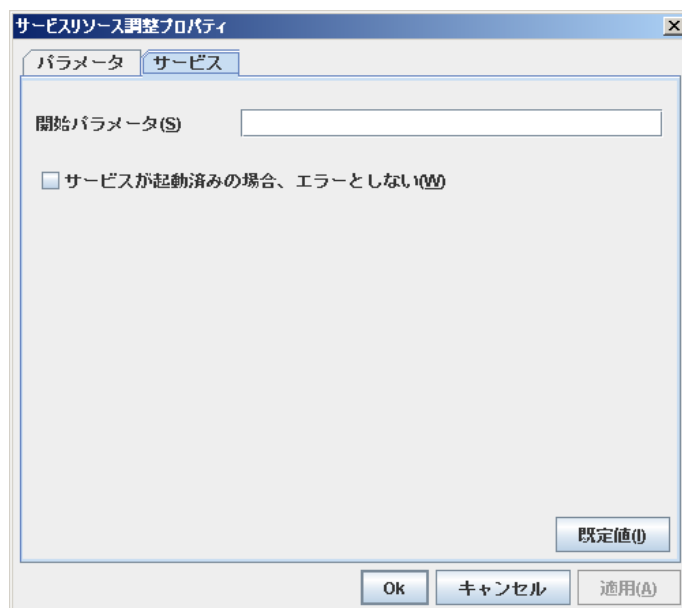 サービスリソース調整プロパティ
パラメータ サービス
開始パラメータ(S)
サービスが起動済みの場合、エラーとしない(W)
既定値(I)
Ok キャンセル 適用(A)